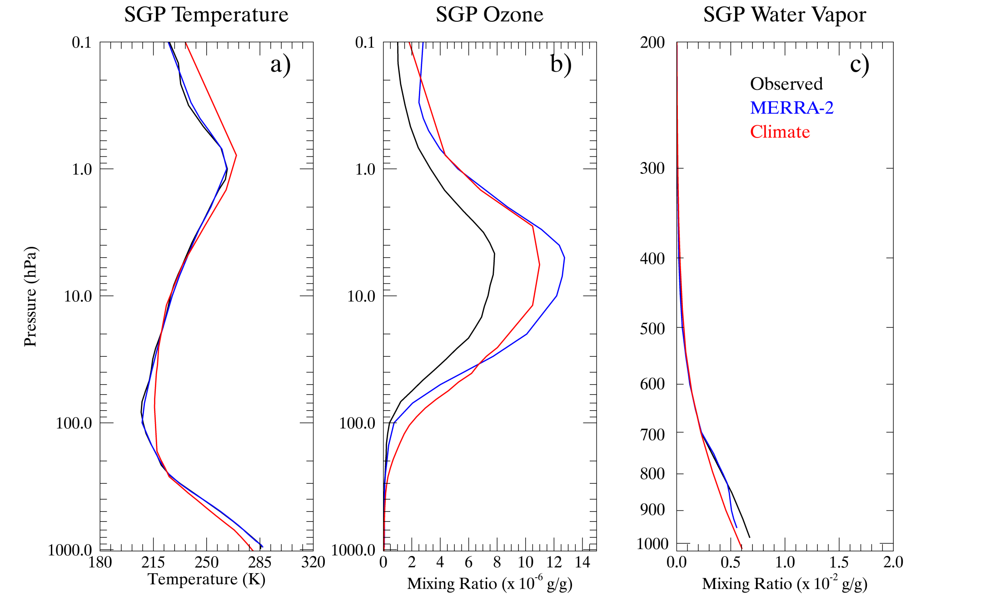 SGP Temperature
SGP Ozone
SGP Water Vapor
Pressure (hPa)
0.1
1.0
10.0
100.0
1000.0
a)
180 215 250 285 320
Temperature (K)
0.1
1.0
10.0
100.0
1000.0
b)
0 2 4 6 8 10 12 14
Mixing Ratio (x 10-6 g/g)
200
300
400
500
600
700
800
900
1000
c)
Observed
MERRA-2
Climate
0.0 0.5 1.0 1.5 2.0
Mixing Ratio (x 10-2 g/g)